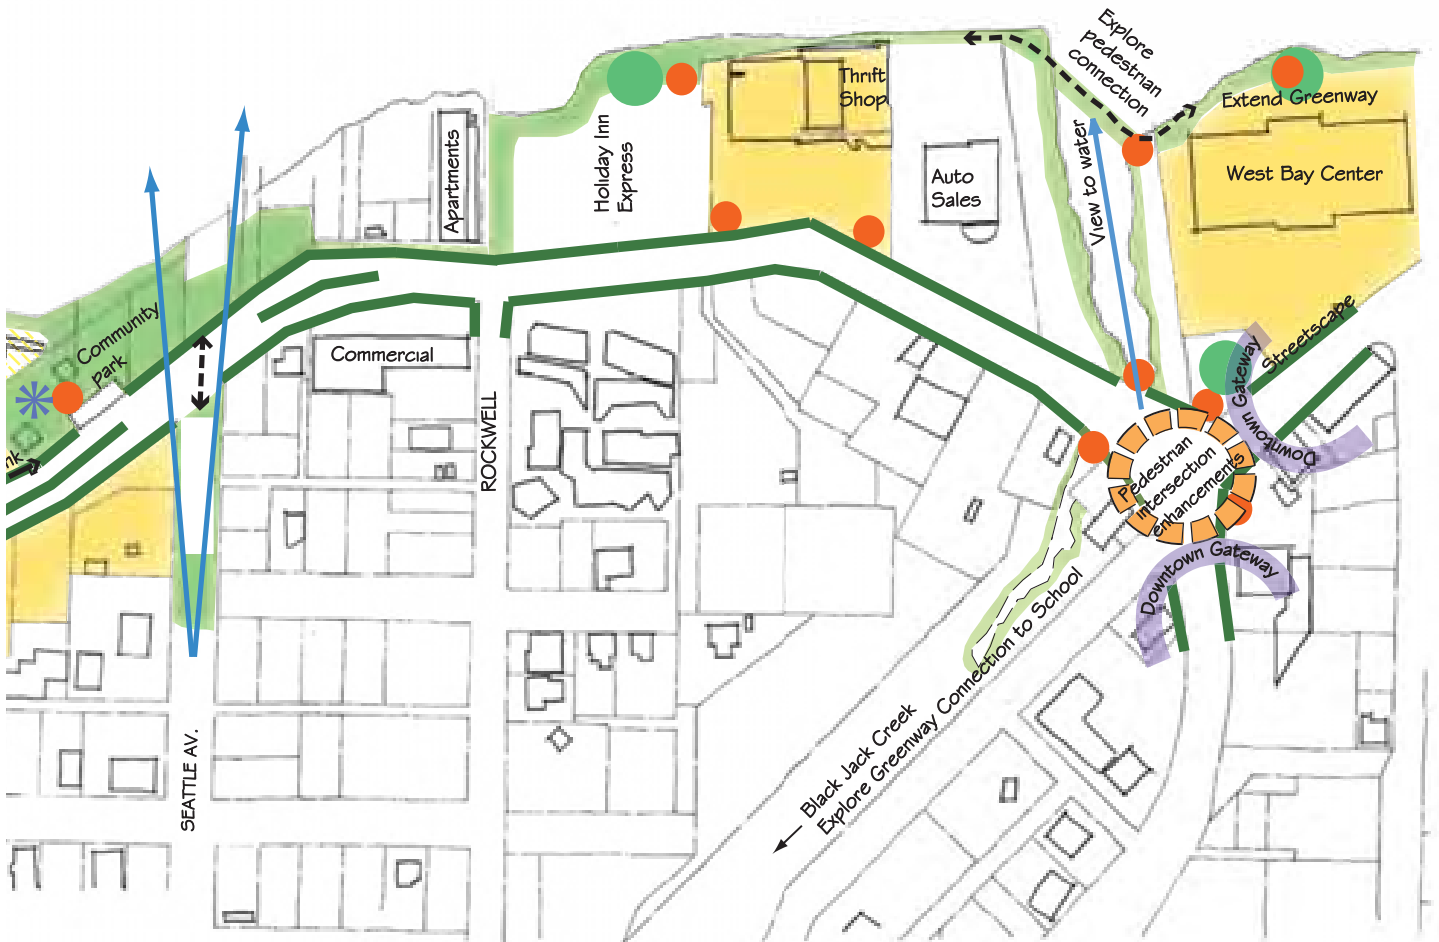 Explore
pedestrian
connection
Thrift
Shop
Extend Greenway
Holiday Inn
Express
Apartments
View to water
Auto
Sales
West Bay Center
Community
park
Commercial
Streetscape
Downtown Gateway
ROCKWELL
Pedestrian
intersection
enhancements
nk
Downtown Gateway
SEATTLE AV.
Black Jack Creek
Explore Greenway Connection to School